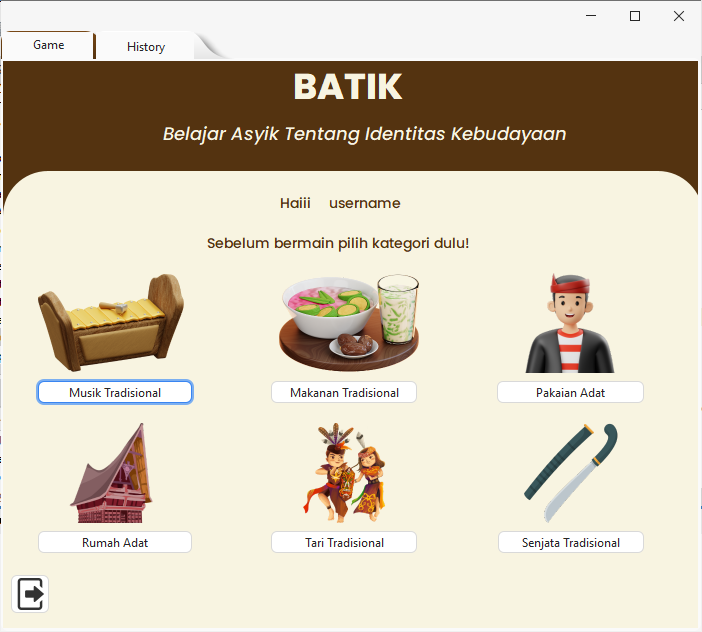 Game
History
BATIK
Belajar Asyik Tentang Identitas Kebudayaan
Haiii username
Sebelum bermain pilih kategori dulu!
Musik Tradisional
Makanan Tradisional
Pakaian Adat
Rumah Adat
Tari Tradisional
Senjata Tradisional